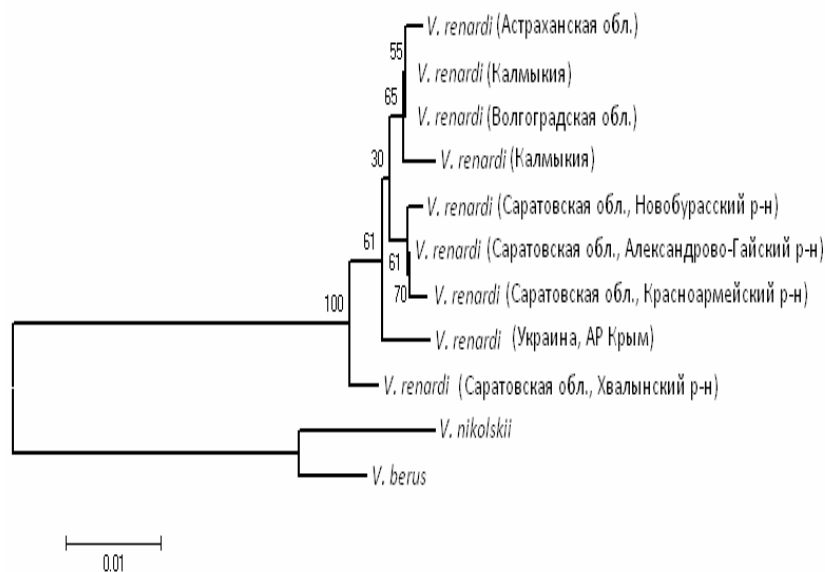 V. renardi (Астраханская обл.)
55
V. renardi (Калмыкия)
65
V. renardi (Волгоградская обл.)
30
V. renardi (Калмыкия)
V. renardi (Саратовская обл., Новобурасский р-н)
61
V. renardi (Саратовская обл., Александрово-Гайский р-н)
61
70
V. renardi (Саратовская обл., Красноармейский р-н)
100
V. renardi (Украина, АР Крым)
V. renardi (Саратовская обл., Хвалынский р-н)
V. nikolskii
V. berus
0.01